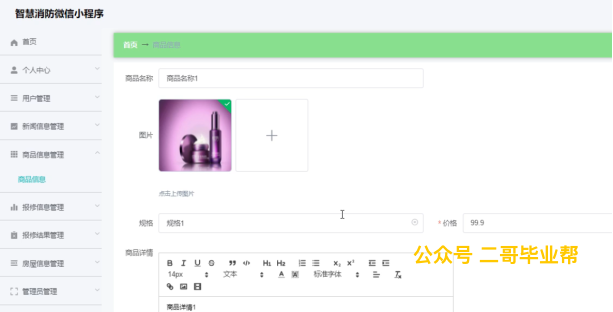 智慧消防微信小程序
首页
个人中心
用户管理
新闻信息管理
商品信息管理
商品信息
报修信息管理
报修结果管理
房屋信息管理
管理员管理
首页 → 商品信息
商品名称 商品名称1
图片
点击上传图片
规格 规格1
* 价格 99.9
公众号 二哥毕业帮
商品详情
B I U S ” </> H1 H2 X₂ X²
14px 文本 A 标准字体
商品详情1